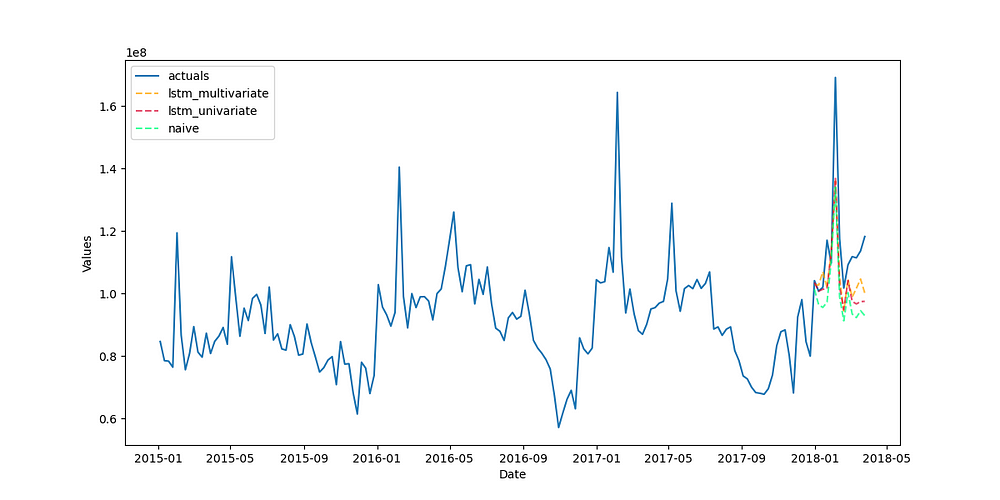 1e8
actuals
lstm_multivariate
lstm_univariate
naive
1.6
1.4
1.2
1.0
0.8
0.6
Values
2015-01 2015-05 2015-09 2016-01 2016-05 2016-09 2017-01 2017-05 2017-09 2018-01 2018-05
Date